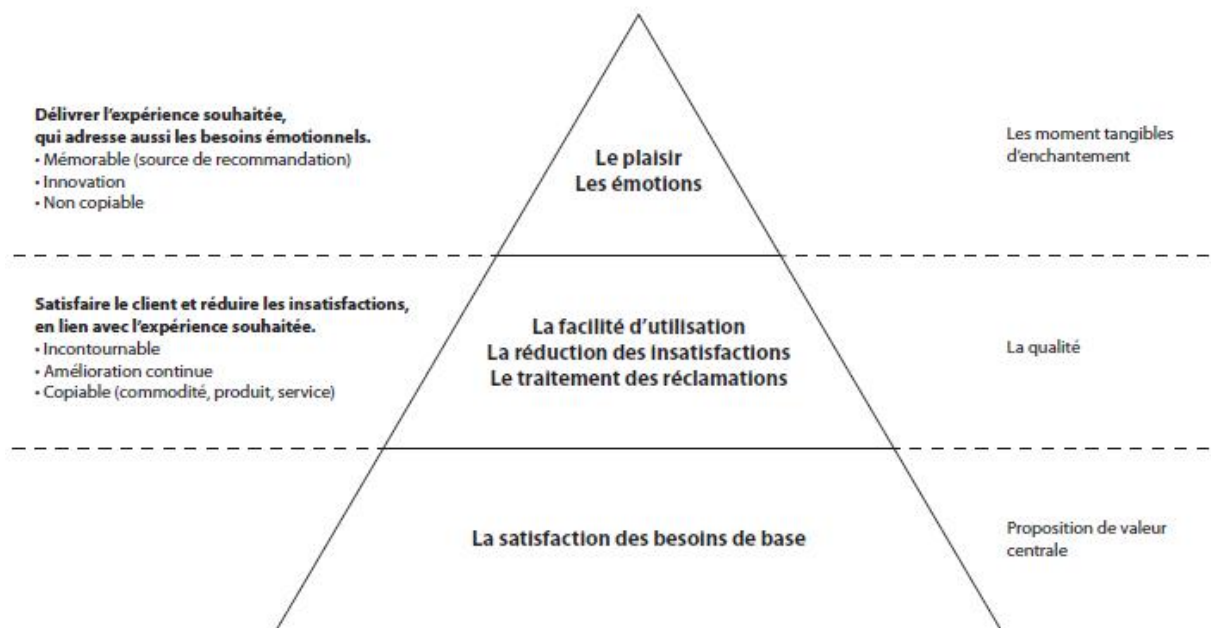 Délivrer l’expérience souhaitée,
qui adresse aussi les besoins émotionnels.
• Mémorable (source de recommandation)
• Innovation
• Non copiable
Le plaisir
Les émotions
Les moment tangibles
d’enchantement
Satisfaire le client et réduire les insatisfactions,
en lien avec l’expérience souhaitée.
• Incontournable
• Amélioration continue
• Copiable (commodité, produit, service)
La facilité d’utilisation
La réduction des insatisfactions
Le traitement des réclamations
La qualité
La satisfaction des besoins de base
Proposition de valeur
centrale